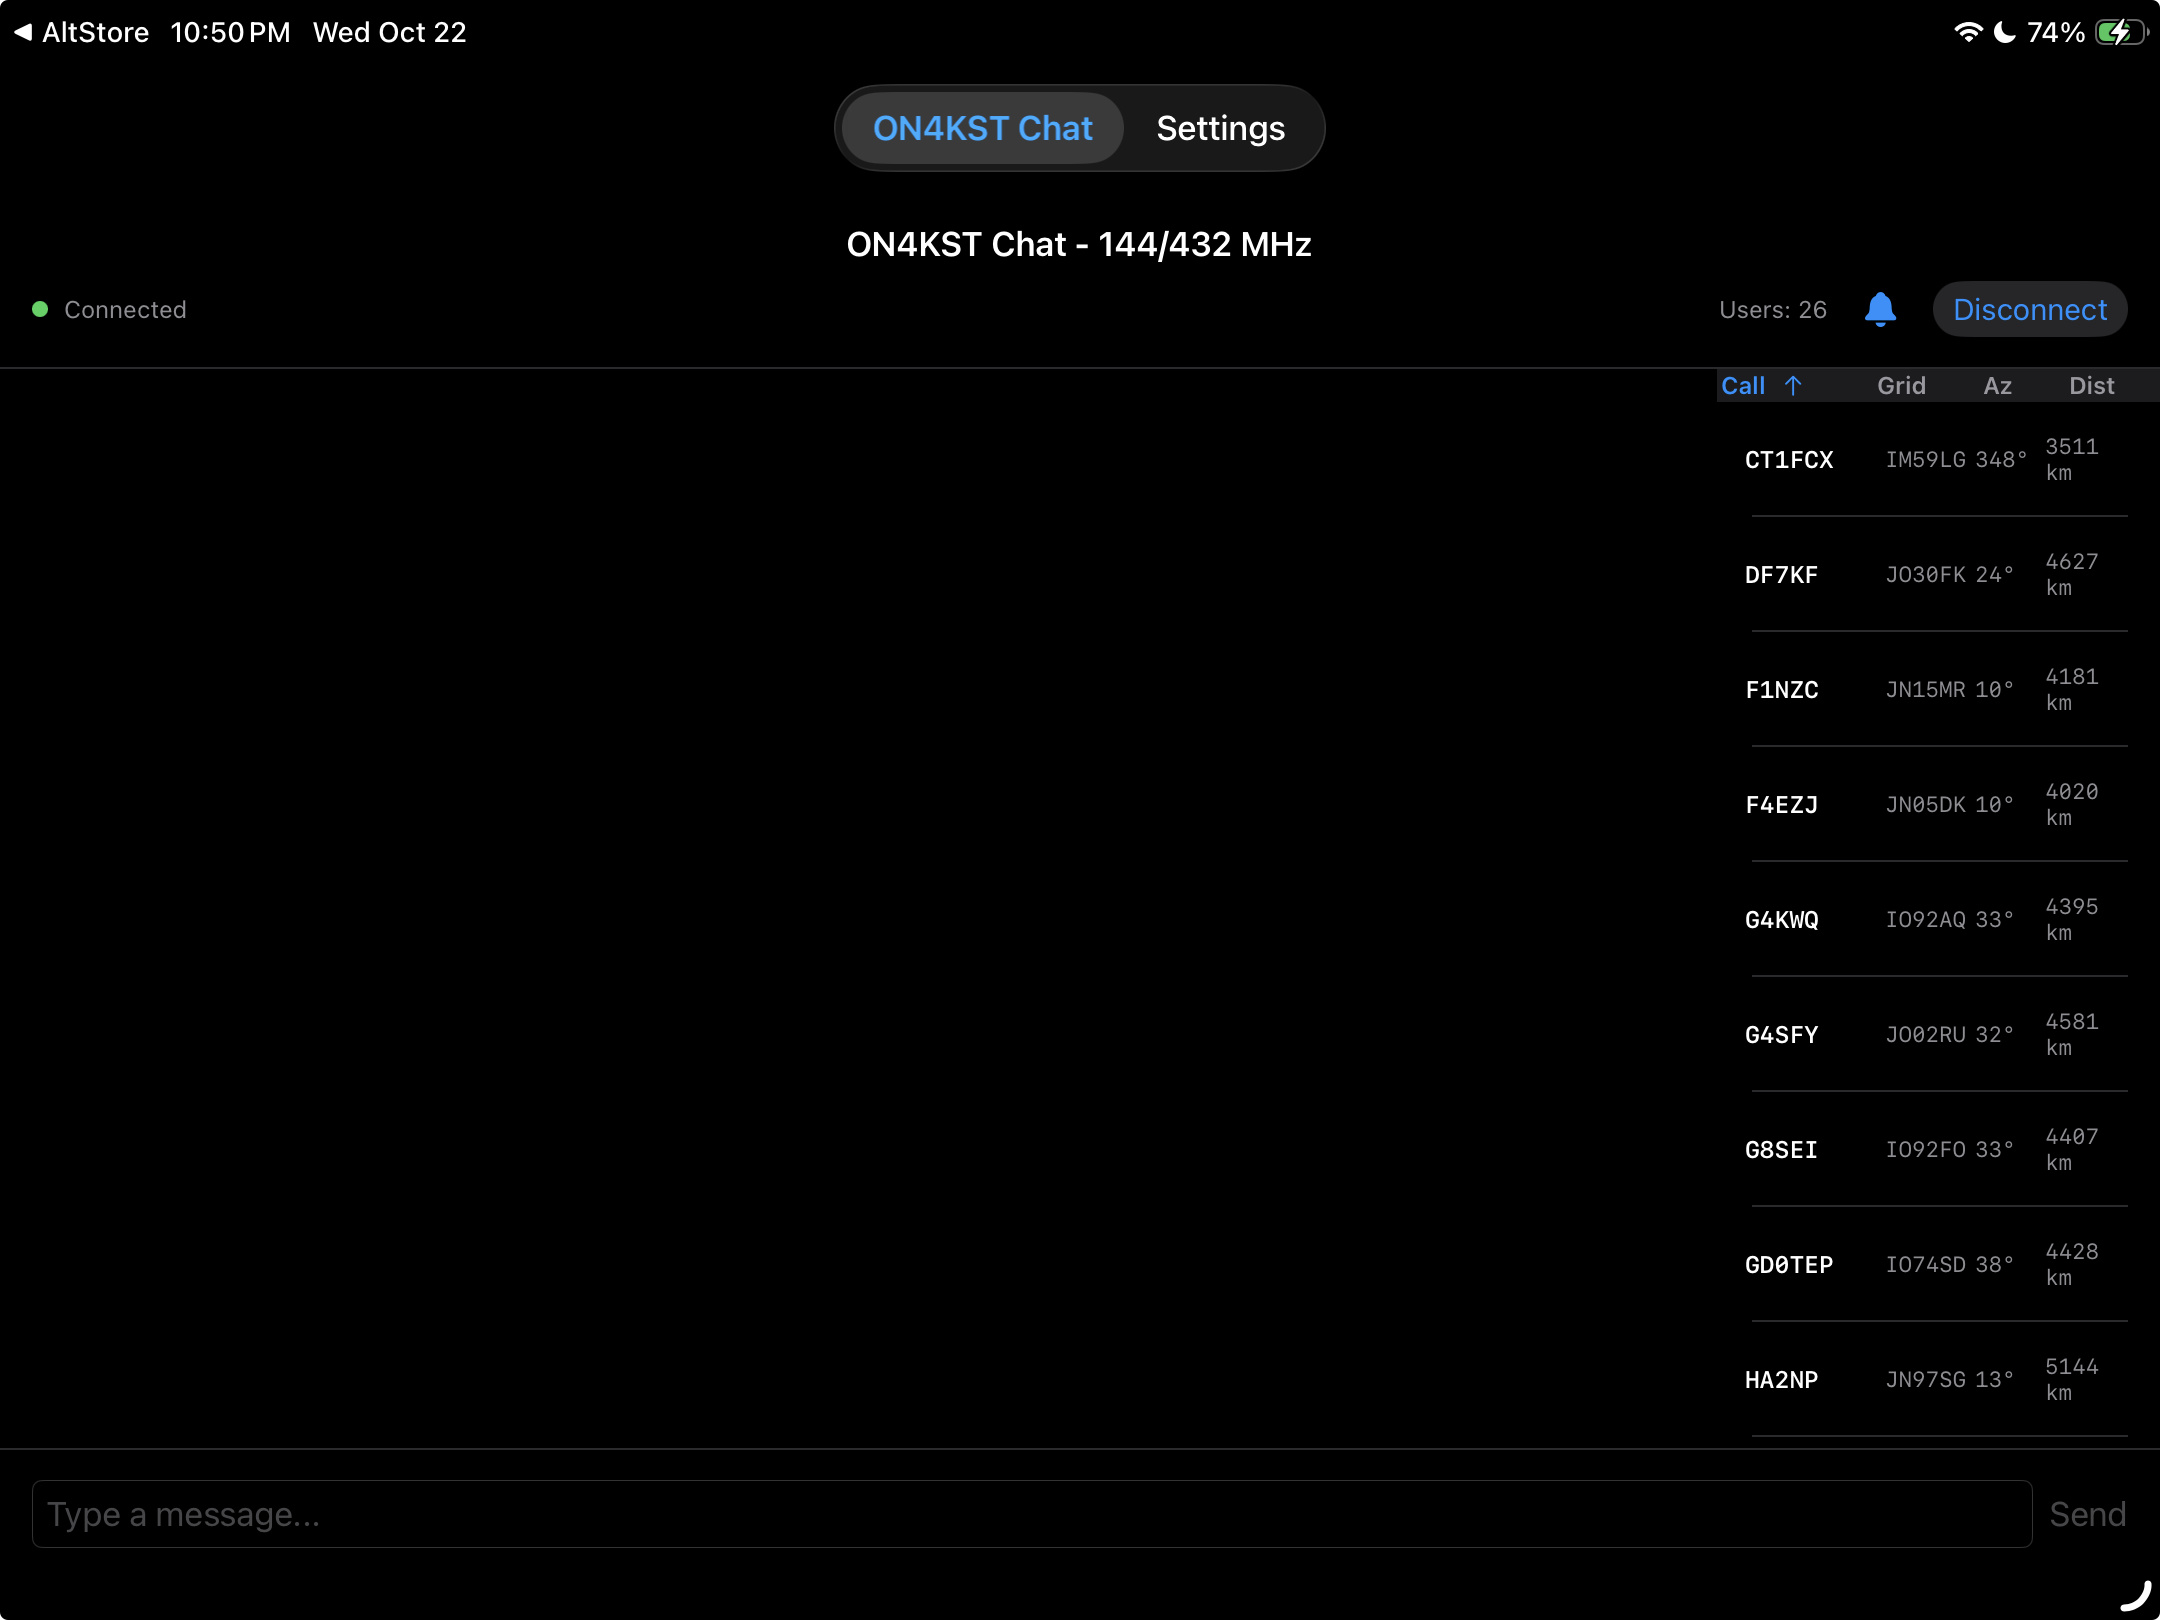 AltStore 10:50 PM Wed Oct 22 74%
ON4KST Chat Settings
ON4KST Chat - 144/432 MHz
Connected Users: 26 Disconnect
Call ↑ Grid Az Dist
CT1FCX IM59LG 348° 3511 km
DF7KF JO30FK 24° 4627 km
F1NZC JN15MR 10° 4181 km
F4EZJ JN05DK 10° 4020 km
G4KWQ IO92AQ 33° 4395 km
G4SFY JO02RU 32° 4581 km
G8SEI IO92FO 33° 4407 km
GD0TEP IO74SD 38° 4428 km
HA2NP JN97SG 13° 5144 km
Type a message... Send